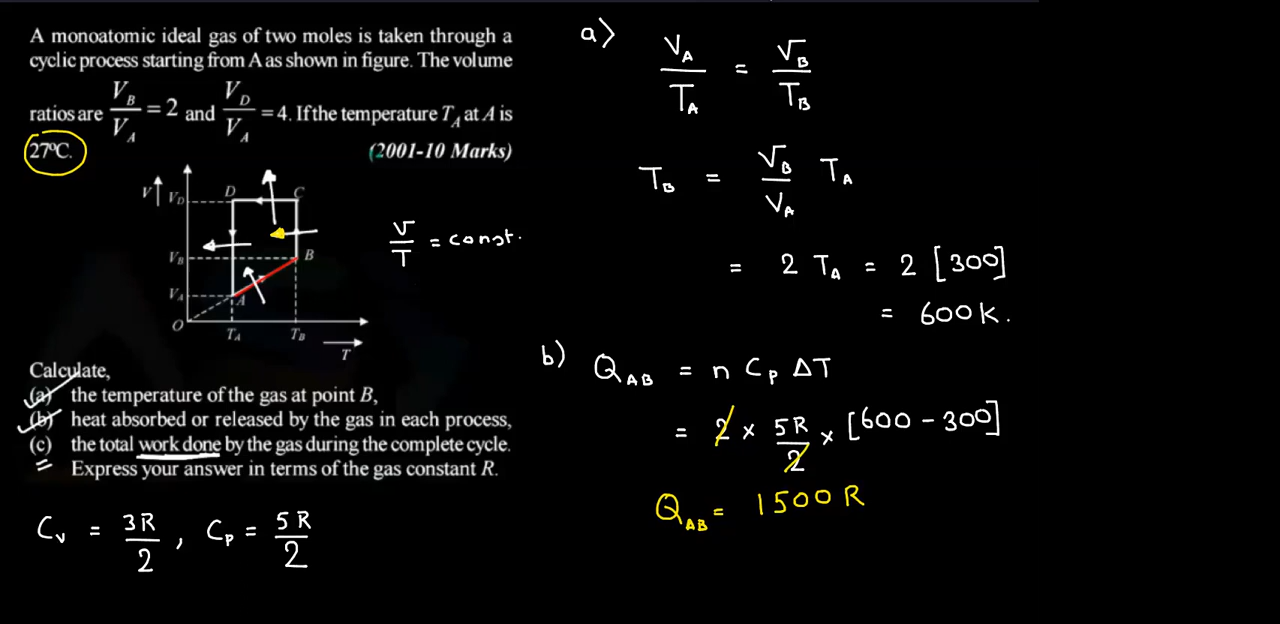 A monoatomic ideal gas of two moles is taken through a
cyclic process starting from A as shown in figure. The volume
ratios are V_B/V_A = 2 and V_D/V_A = 4. If the temperature T_A at A is
27ºC. (2001-10 Marks)
V↑ V_D D C
V_B B
V_A A
O T_A T_B
T
V/T = const.
Calculate,
(a) the temperature of the gas at point B,
(b) heat absorbed or released by the gas in each process,
(c) the total work done by the gas during the complete cycle.
Express your answer in terms of the gas constant R.
C_v = 3R/2 , C_p = 5R/2
a)
V_A/T_A = V_B/T_B
T_B = V_B/V_A T_A
= 2 T_A = 2 [300]
= 600 K.
b) Q_AB = n C_p ΔT
= 2 × 5R/2 × [600 - 300]
Q_AB = 1500 R